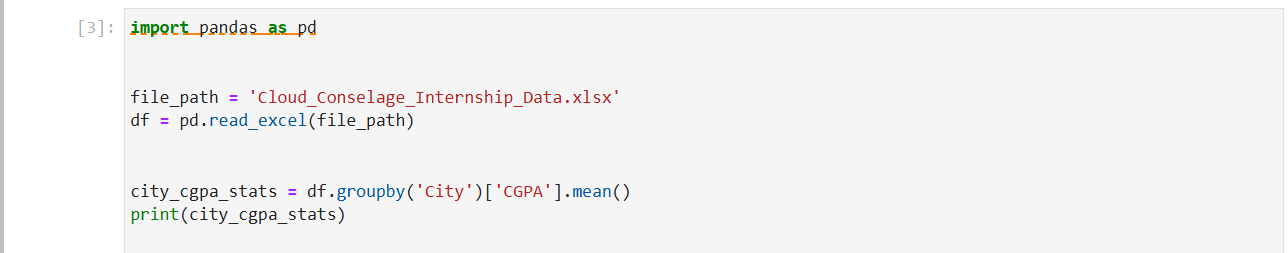 [3]: import pandas as pd
file_path = 'Cloud_Conselage_Internship_Data.xlsx'
df = pd.read_excel(file_path)
city_cgpa_stats = df.groupby('City')['CGPA'].mean()
print(city_cgpa_stats)